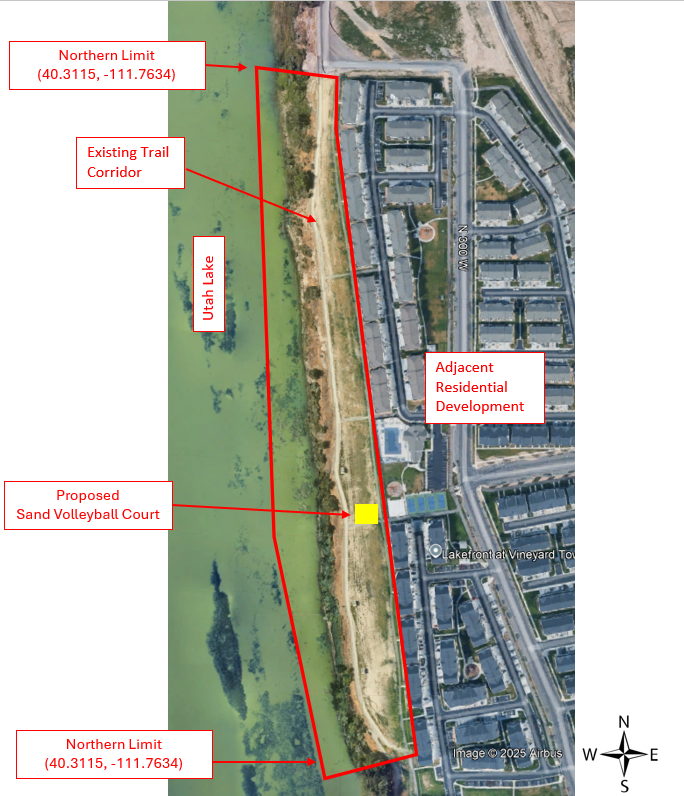 Northern Limit
(40.3115, -111.7634)
Existing Trail
Corridor
Utah Lake
N 300 W
Adjacent
Residential
Development
Proposed
Sand Volleyball Court
Lakefront at Vineyard Tow
Northern Limit
(40.3115, -111.7634)
Image © 2025 Airbus
N
W
E
S